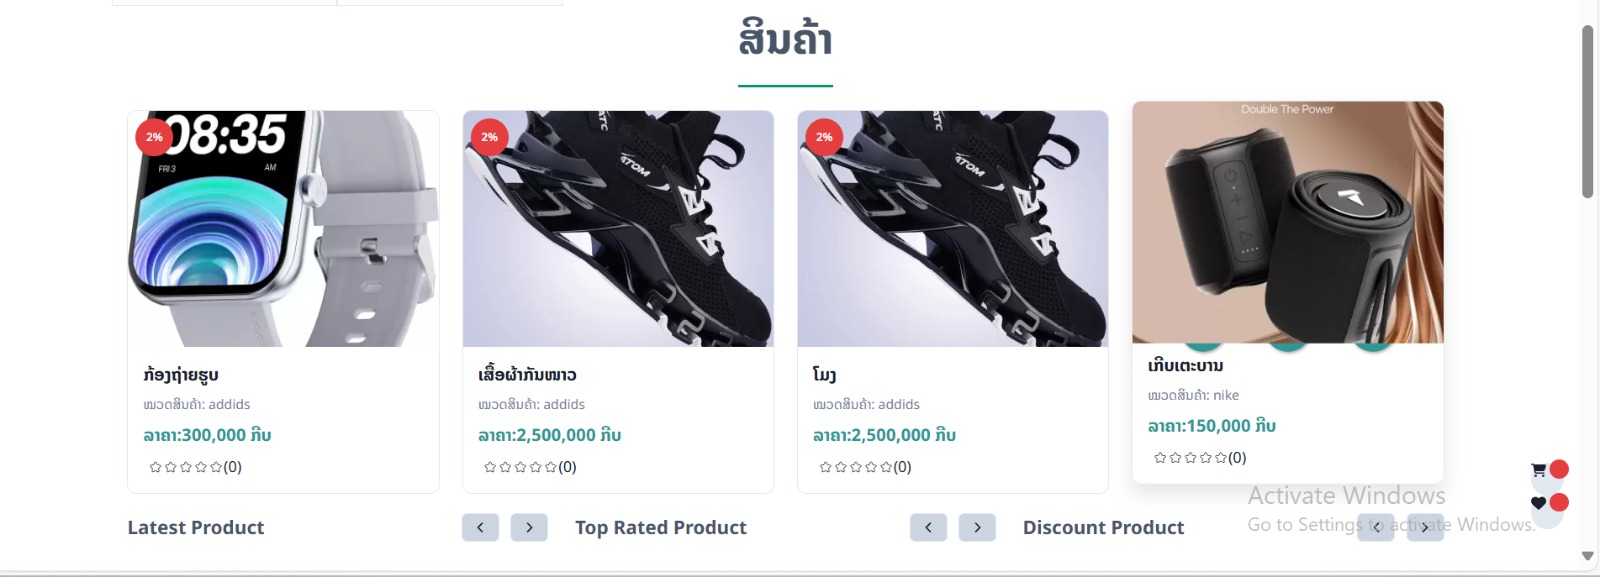 ສິນຄ້າ
2%
08:35
FRI 3
AM
2%
ATOM
2%
ATOM
Double The Power
ກ້ອງຖ່າຍຮູບ
ໝວດສິນຄ້າ: addids
ລາຄາ:300,000 ກີບ
(0)
ເສື້ອຜ້າກັນໜາວ
ໝວດສິນຄ້າ: addids
ລາຄາ:2,500,000 ກີບ
(0)
ໂມງ
ໝວດສິນຄ້າ: addids
ລາຄາ:2,500,000 ກີບ
(0)
ເກີບເຕະບານ
ໝວດສິນຄ້າ: nike
ລາຄາ:150,000 ກີບ
(0)
Activate Windows
Go to Settings to activate Windows.
Latest Product
Top Rated Product
Discount Product